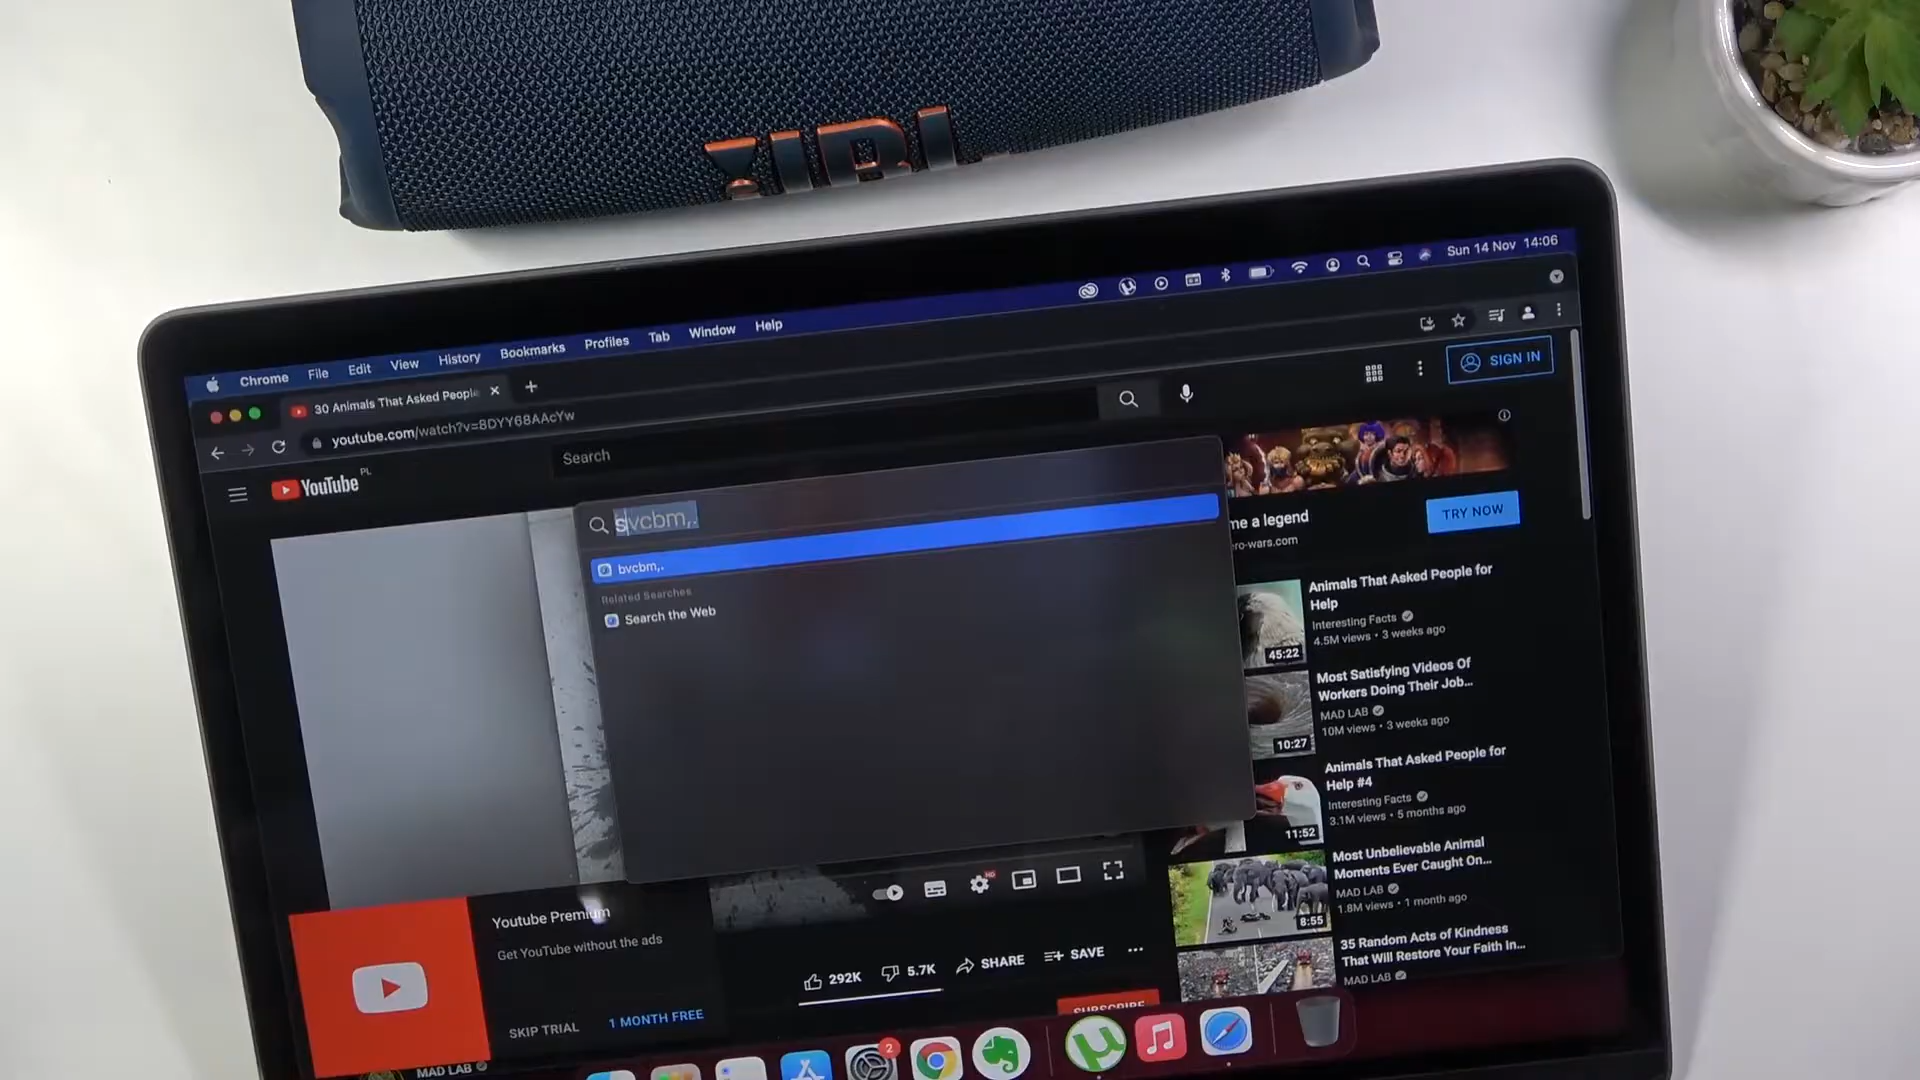 JBL
Sun 14 Nov 14:06
Chrome File Edit View History Bookmarks Profiles Tab Window Help
30 Animals That Asked People
youtube.com/watch?v=8DYY68AAcYw
SIGN IN
YouTube PL
Search
svcbm,.
bvcbm,.
Related Searches
Search the Web
me a legend
ero-wars.com
TRY NOW
Animals That Asked People for
Help
Interesting Facts
4.5M views • 3 weeks ago
45:22
Most Satisfying Videos Of
Workers Doing Their Job...
MAD LAB
10M views • 3 weeks ago
10:27
Animals That Asked People for
Help #4
Interesting Facts
3.1M views • 5 months ago
11:52
Most Unbelievable Animal
Moments Ever Caught On...
MAD LAB
1.8M views • 1 month ago
8:55
35 Random Acts of Kindness
That Will Restore Your Faith In...
MAD LAB
HD
Youtube Premium
Get YouTube without the ads
SKIP TRIAL 1 MONTH FREE
292K 5.7K SHARE SAVE
SUBSCRIBE
MAD LAB
2